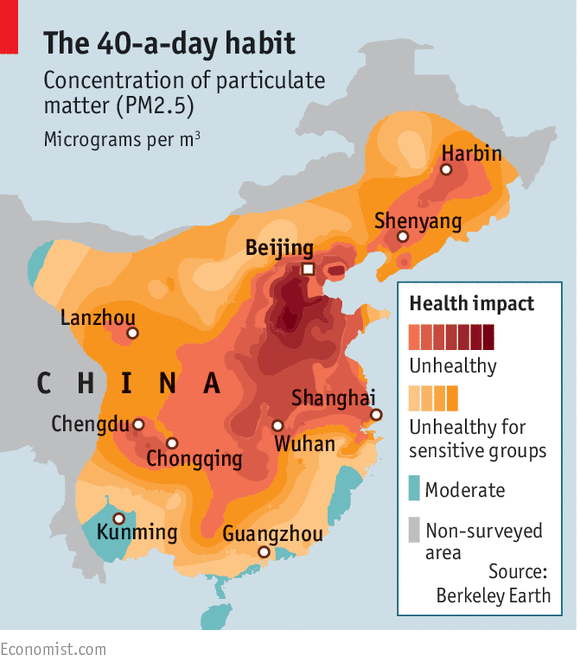 The 40-a-day habit
Concentration of particulate
matter (PM2.5)
Micrograms per m³
Harbin
Shenyang
Beijing
Lanzhou
CHINA
Shanghai
Chengdu
Wuhan
Chongqing
Kunming
Guangzhou
Health impact
Unhealthy
Unhealthy for
sensitive groups
Moderate
Non-surveyed
area
Source:
Berkeley Earth
Economist.com